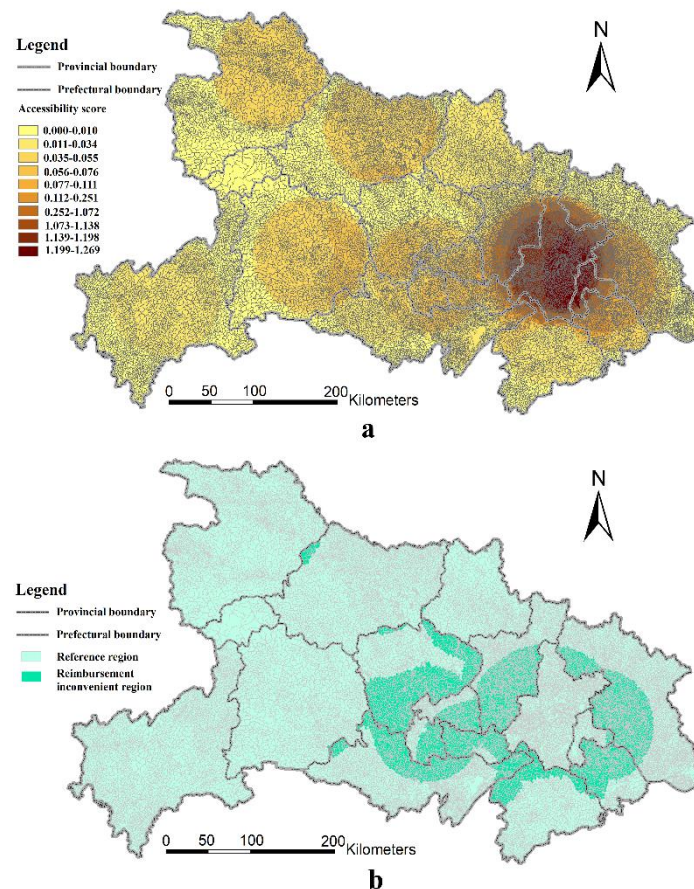 N
Legend
Provincial boundary
Prefectural boundary
Accessibility score
0.000-0.010
0.011-0.034
0.035-0.055
0.056-0.076
0.077-0.111
0.112-0.251
0.252-1.072
1.073-1.138
1.139-1.198
1.199-1.269
0 50 100 200
Kilometers
a
N
Legend
Provincial boundary
Prefectural boundary
Reference region
Reimbursement
inconvenient region
0 50 100 200
Kilometers
b